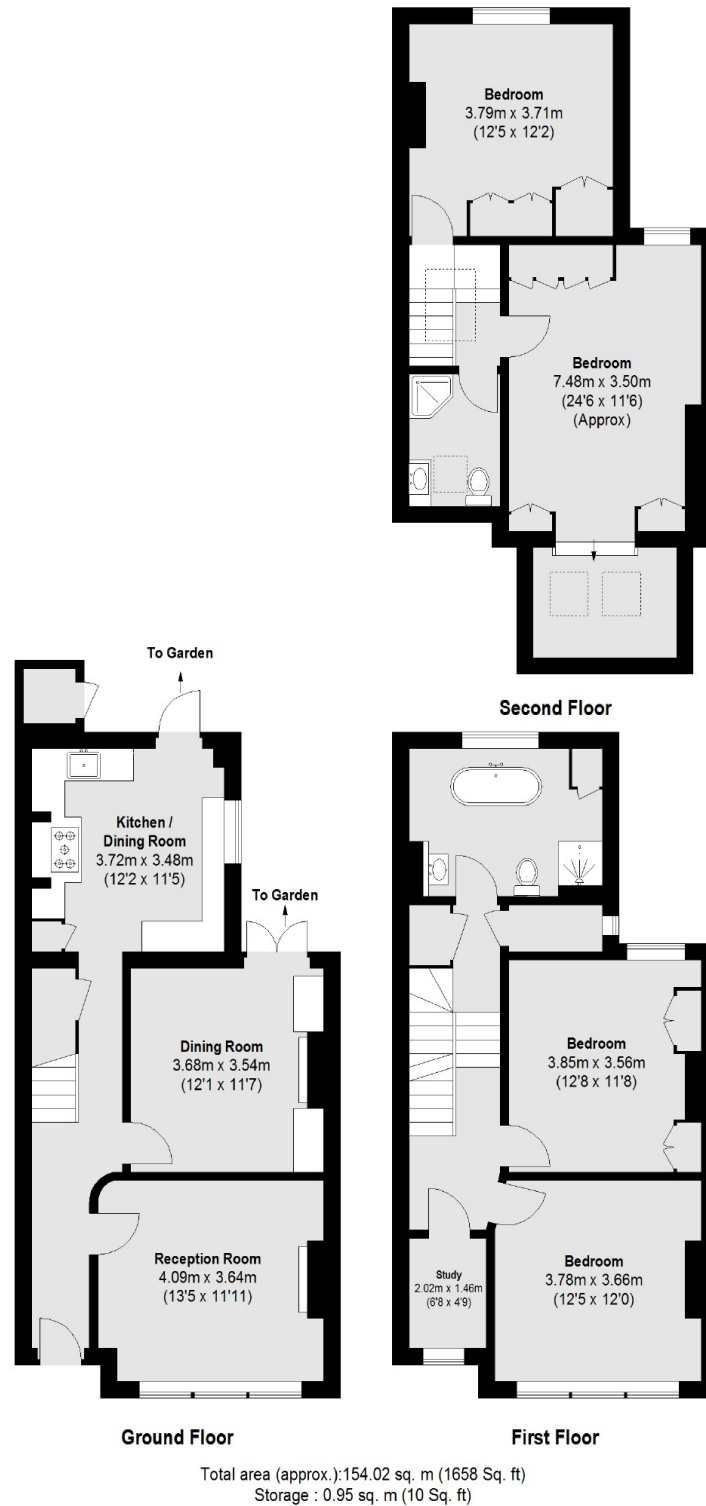 Bedroom
3.79m x 3.71m
(12'5 x 12'2)
Bedroom
7.48m x 3.50m
(24'6 x 11'6)
(Approx)
Second Floor
To Garden
Kitchen /
Dining Room
3.72m x 3.48m
(12'2 x 11'5)
To Garden
Dining Room
3.68m x 3.54m
(12'1 x 11'7)
Reception Room
4.09m x 3.64m
(13'5 x 11'11)
Ground Floor
Bedroom
3.85m x 3.56m
(12'8 x 11'8)
Study
2.02m x 1.46m
(6'8 x 4'9)
Bedroom
3.78m x 3.66m
(12'5 x 12'0)
First Floor
Total area (approx.):154.02 sq. m (1658 Sq. ft)
Storage : 0.95 sq. m (10 Sq. ft)